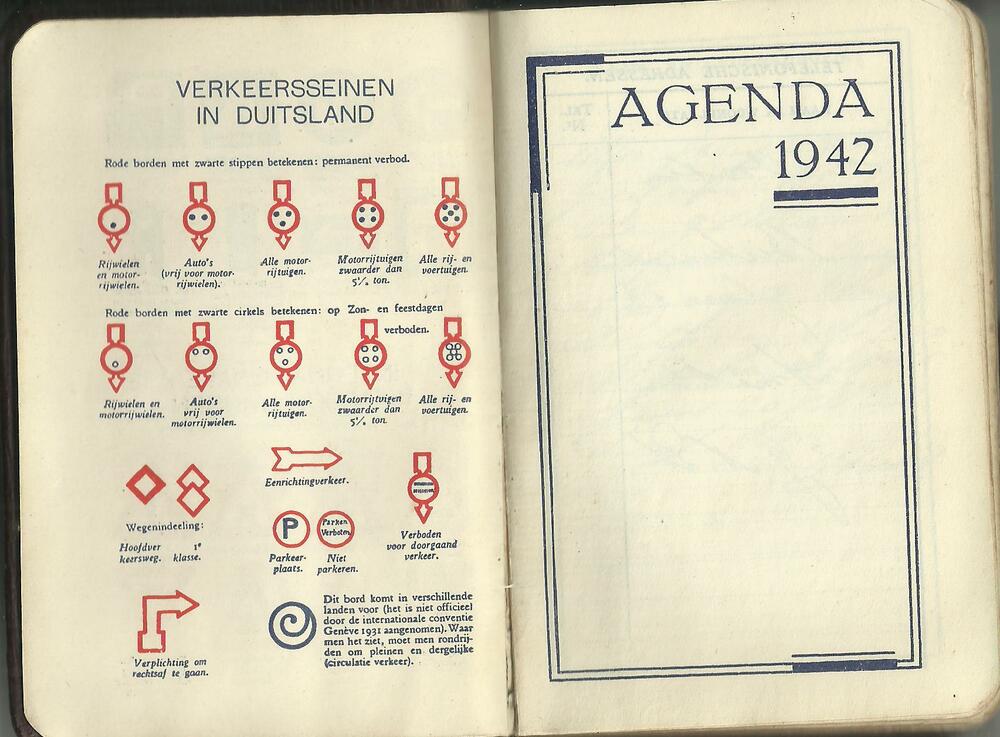 VERKEERSSEINEN
IN DUITSLAND
Rode borden met zwarte stippen betekenen: permanent verbod.
Rijwielen
en motor-
rijwielen.
Auto's
(vrij voor motor-
rijwielen).
Alle motor-
rijtuigen.
Motorrijtuigen
zwaarder dan
5½ ton.
Alle rij- en
voertuigen.
Rode borden met zwarte cirkels betekenen: op Zon- en feestdagen
verboden.
Rijwielen en
motorrijwielen.
Auto's
vrij voor
motorrijwielen.
Alle motor-
rijtuigen.
Motorrijtuigen
zwaarder dan
5½ ton.
Alle rij- en
voertuigen.
Wegenindeeling:
Hoofdver
keersweg.
1e
klasse.
Eenrichtingverkeer.
P
Parken
Verboten
Parkeer-
plaats.
Niet
parkeren.
Verboden
voor doorgaand
verkeer.
Verplichting om
rechtsaf te gaan.
Dit bord komt in verschillende
landen voor (het is niet officieel
door de internationale conventie
Genève 1931 aangenomen). Waar
men het ziet, moet men rondrij-
den om pleinen en dergelijke
(circulatie verkeer).
AGENDA
1942